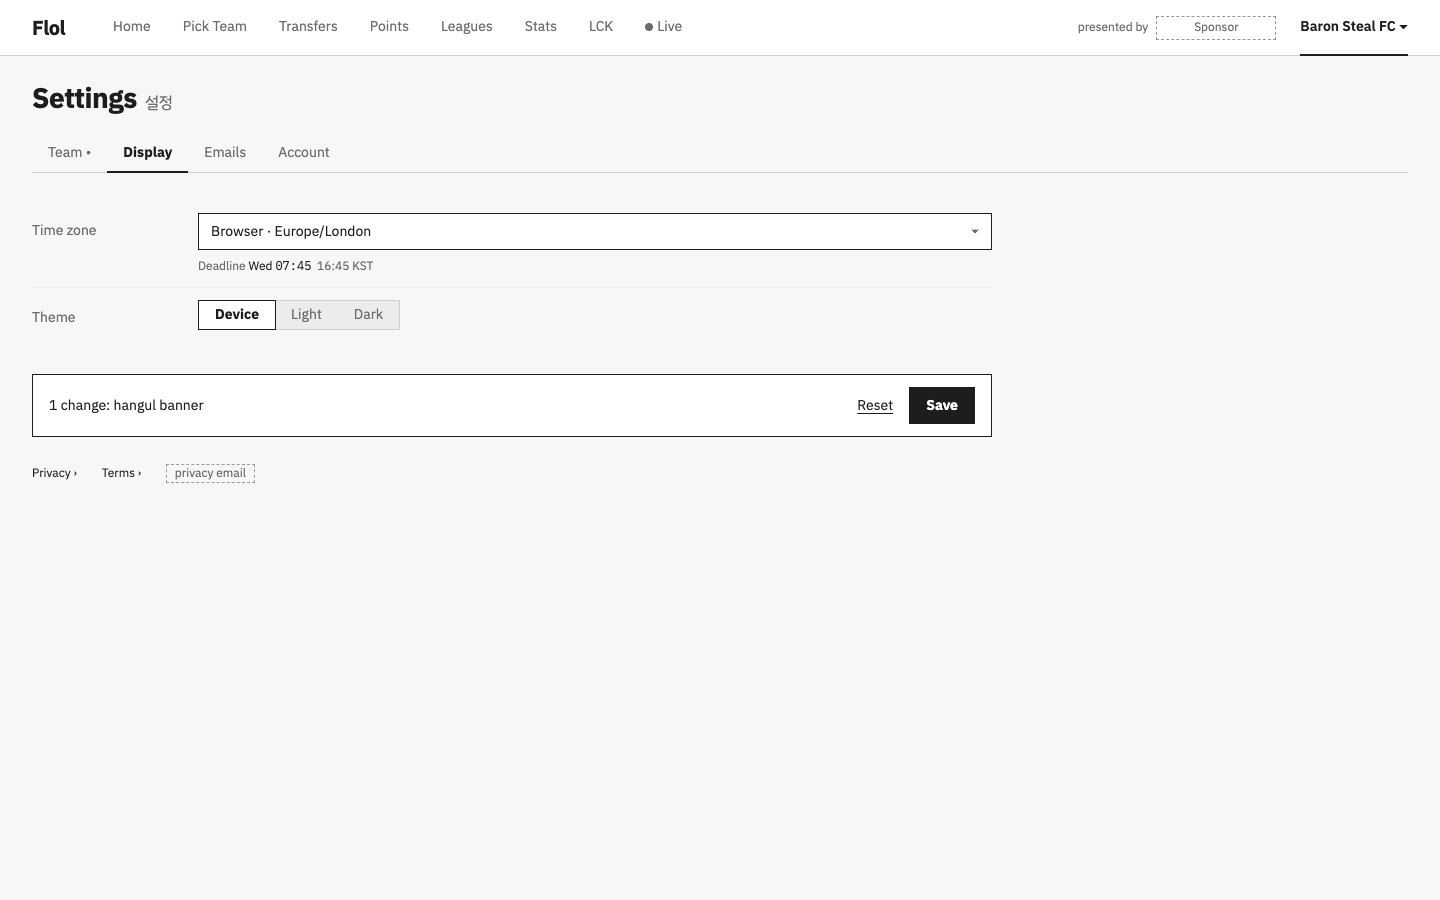 Flol Home Pick Team Transfers Points Leagues Stats LCK Live presented by Sponsor Baron Steal FC
Settings 설정
Team • Display Emails Account
Time zone Browser · Europe/London
Deadline Wed 07:45 16:45 KST
Theme Device Light Dark
1 change: hangul banner Reset Save
Privacy › Terms › privacy email